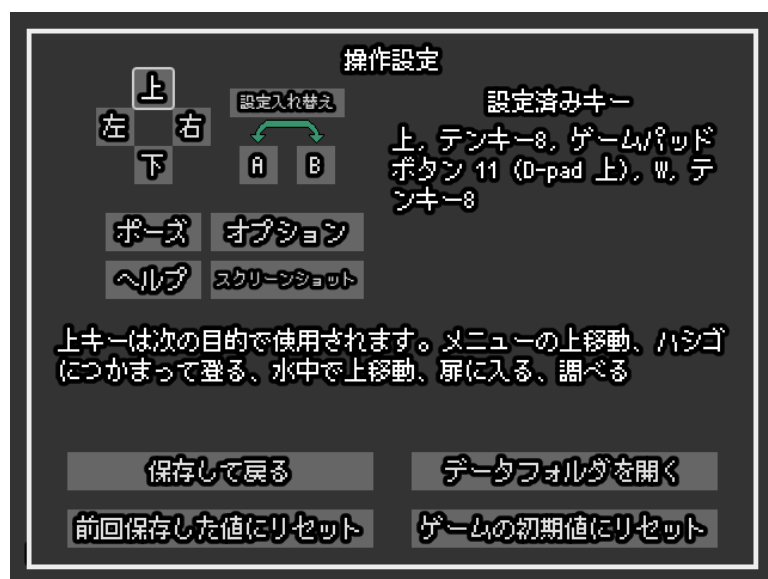 操作設定
上
設定入れ替え
設定済みキー
左 右
下
A B
上, テンキー8, ゲームパッド
ボタン 11 (D-pad 上), W, テ
ンキー8
ポーズ オプション
ヘルプ スクリーンショット
上キーは次の目的で使用されます。メニューの上移動、ハシゴ
につかまって登る、水中で上移動、扉に入る、調べる
保存して戻る データフォルダを開く
前回保存した値にリセット ゲームの初期値にリセット